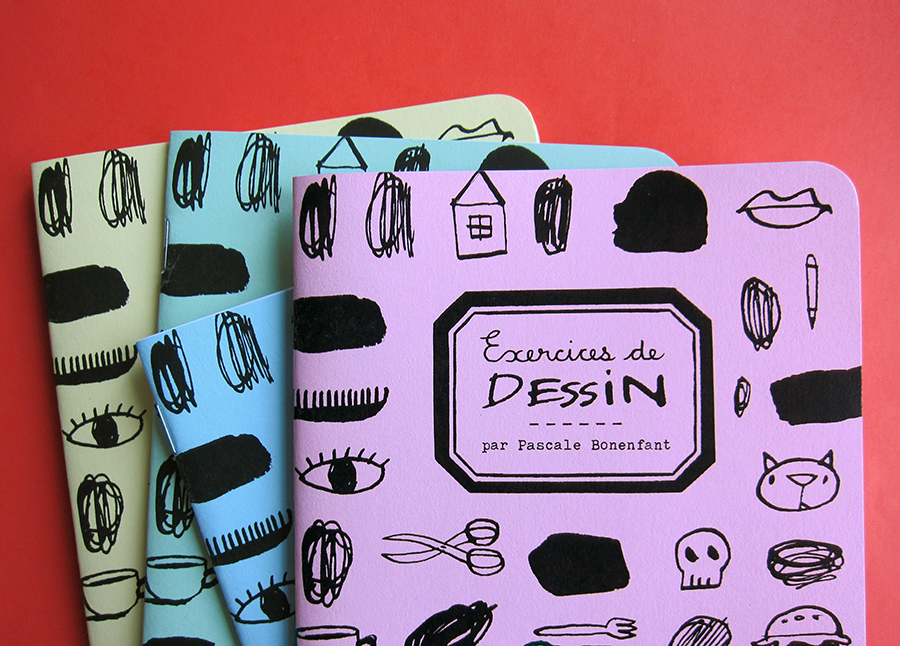 Exercices de
DESSiN
par Pascale Bonenfant